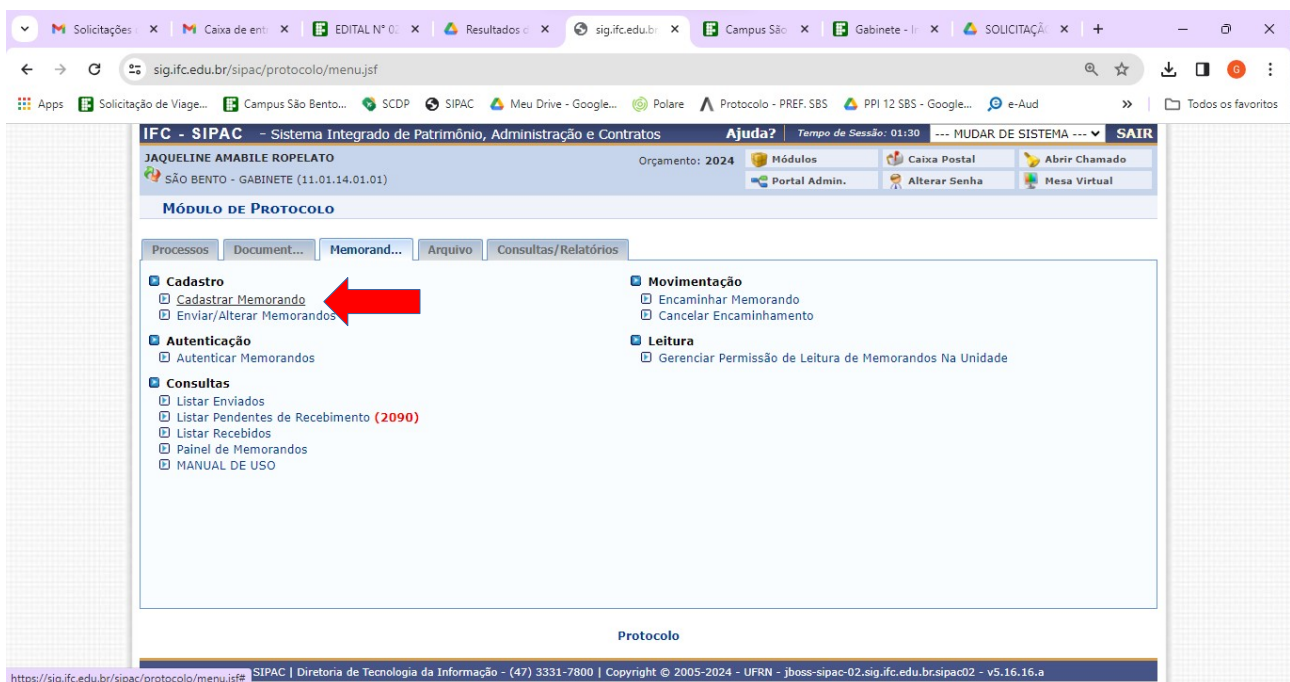 Solicitações Caixa de ent EDITAL N° 0 Resultados d sig.ifc.edu.br Campus São Gabinete - In SOLICITAÇÃ
sig.ifc.edu.br/sipac/protocolo/menu.jsf
Apps Solicitação de Viage... Campus São Bento... SCDP SIPAC Meu Drive - Google... Polare Protocolo - PREF. SBS PPI 12 SBS - Google... e-Aud » Todos os favoritos
IFC - SIPAC - Sistema Integrado de Patrimônio, Administração e Contratos Ajuda? Tempo de Sessão: 01:30 --- MUDAR DE SISTEMA --- SAIR
JAQUELINE AMABILE ROPELATO Orçamento: 2024 Módulos Caixa Postal Abrir Chamado
SÃO BENTO - GABINETE (11.01.14.01.01) Portal Admin. Alterar Senha Mesa Virtual
MÓDULO DE PROTOCOLO
Processos Document... Memorand... Arquivo Consultas/Relatórios
Cadastro
Cadastrar Memorando
Enviar/Alterar Memorandos
Autenticação
Autenticar Memorandos
Consultas
Listar Enviados
Listar Pendentes de Recebimento (2090)
Listar Recebidos
Painel de Memorandos
MANUAL DE USO
Movimentação
Encaminhar Memorando
Cancelar Encaminhamento
Leitura
Gerenciar Permissão de Leitura de Memorandos Na Unidade
Protocolo
SIPAC | Diretoria de Tecnologia da Informação - (47) 3331-7800 | Copyright © 2005-2024 - UFRN - jboss-sipac-02.sig.ifc.edu.br.sipac02 - v5.16.16.a
https://sig.ifc.edu.br/sipac/protocolo/menu.jsf#